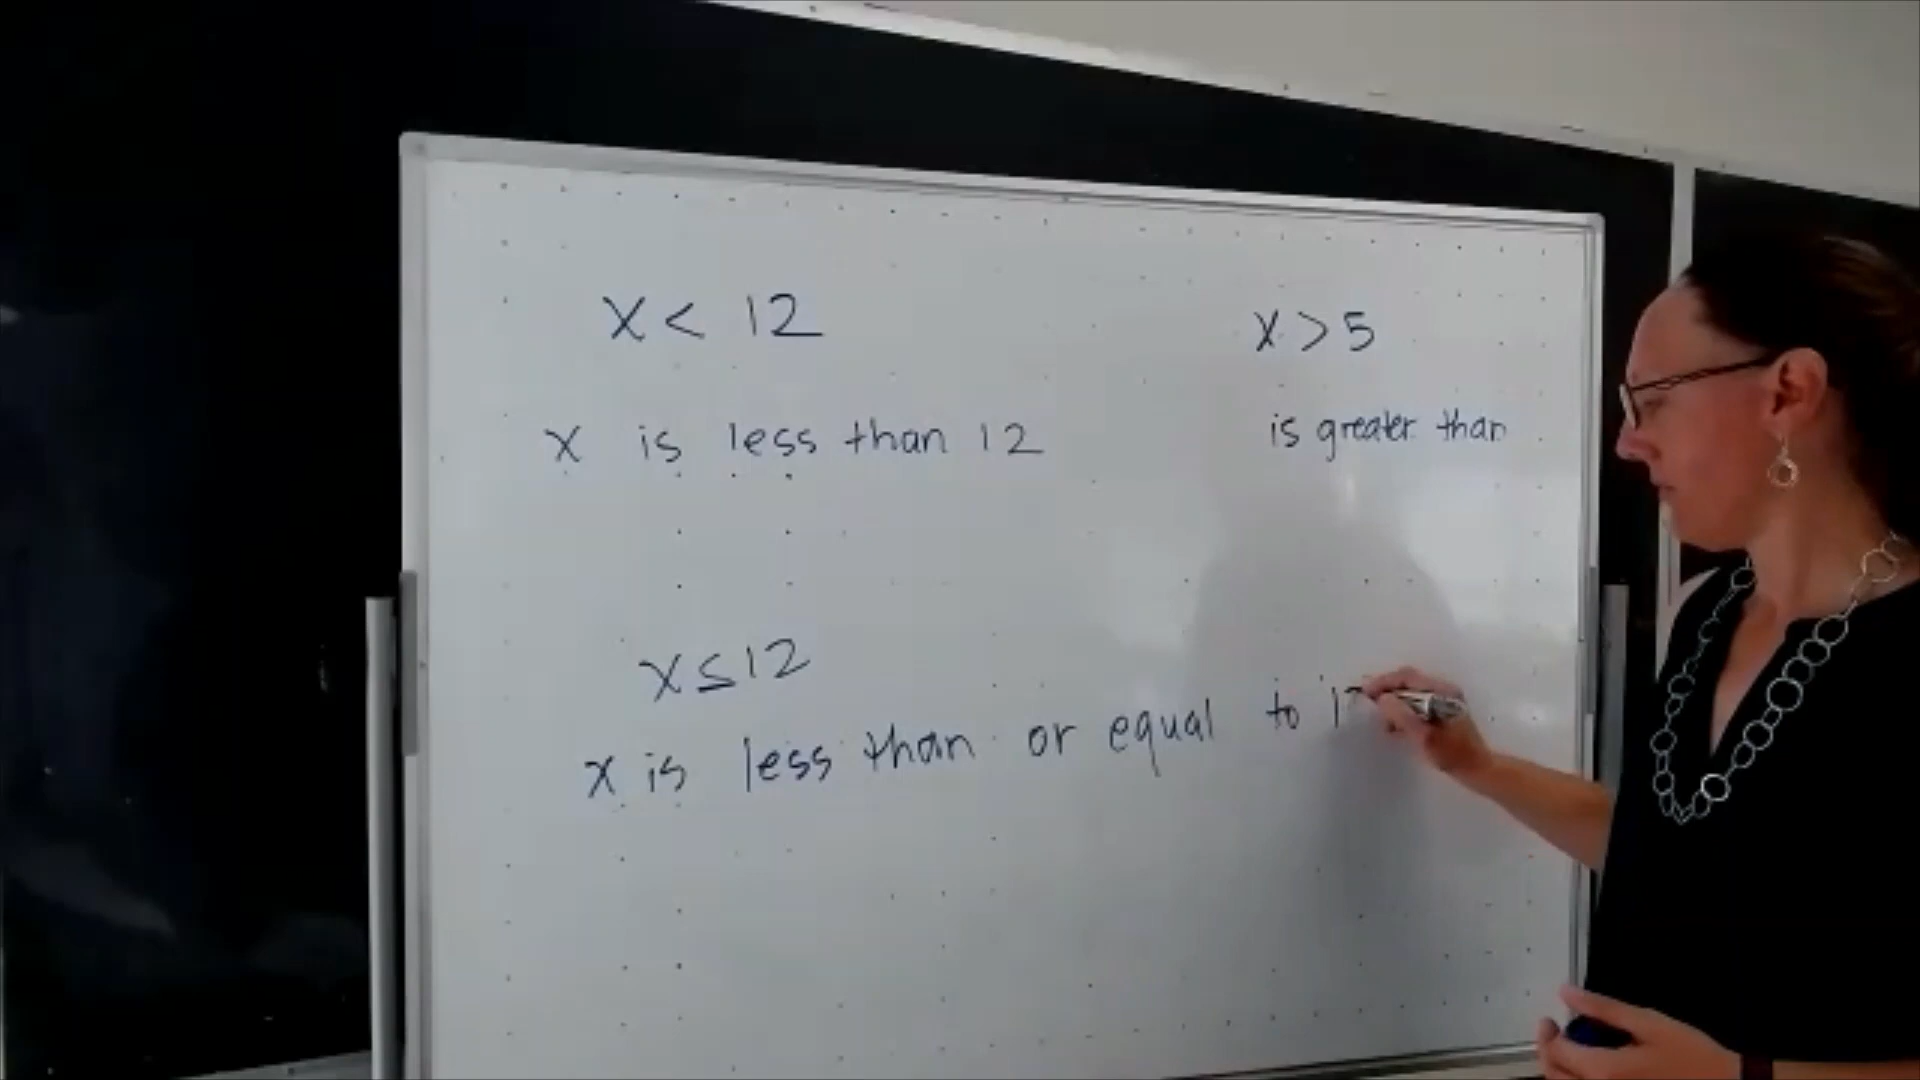 x < 12
x > 5
x is less than 12
is greater than
x ≤ 12
x is less than or equal to